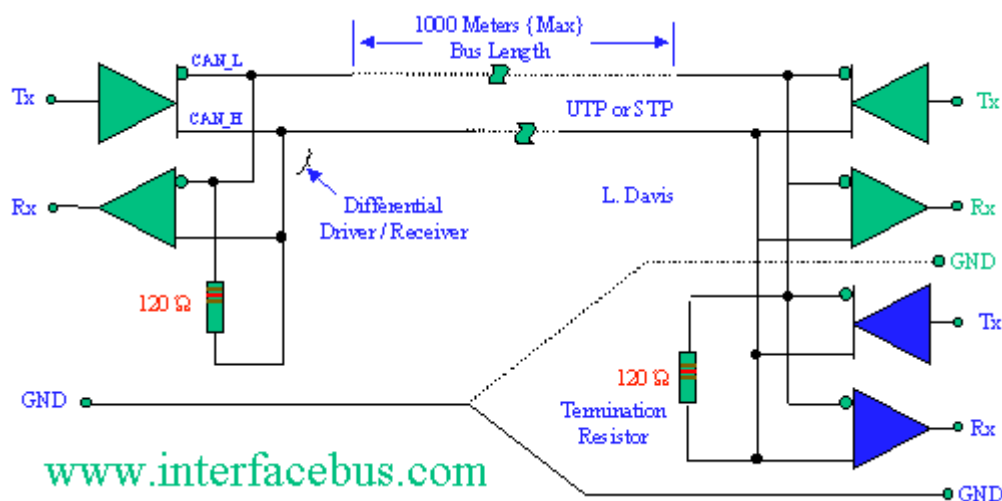 1000 Meters {Max}
Bus Length
CAN_L
Tx
CAN_H
UTP or STP
Tx
Rx
Differential
Driver / Receiver
L. Davis
Rx
GND
120 Ω
Tx
GND
120 Ω
Termination
Resistor
Rx
www.interfacebus.com
GND